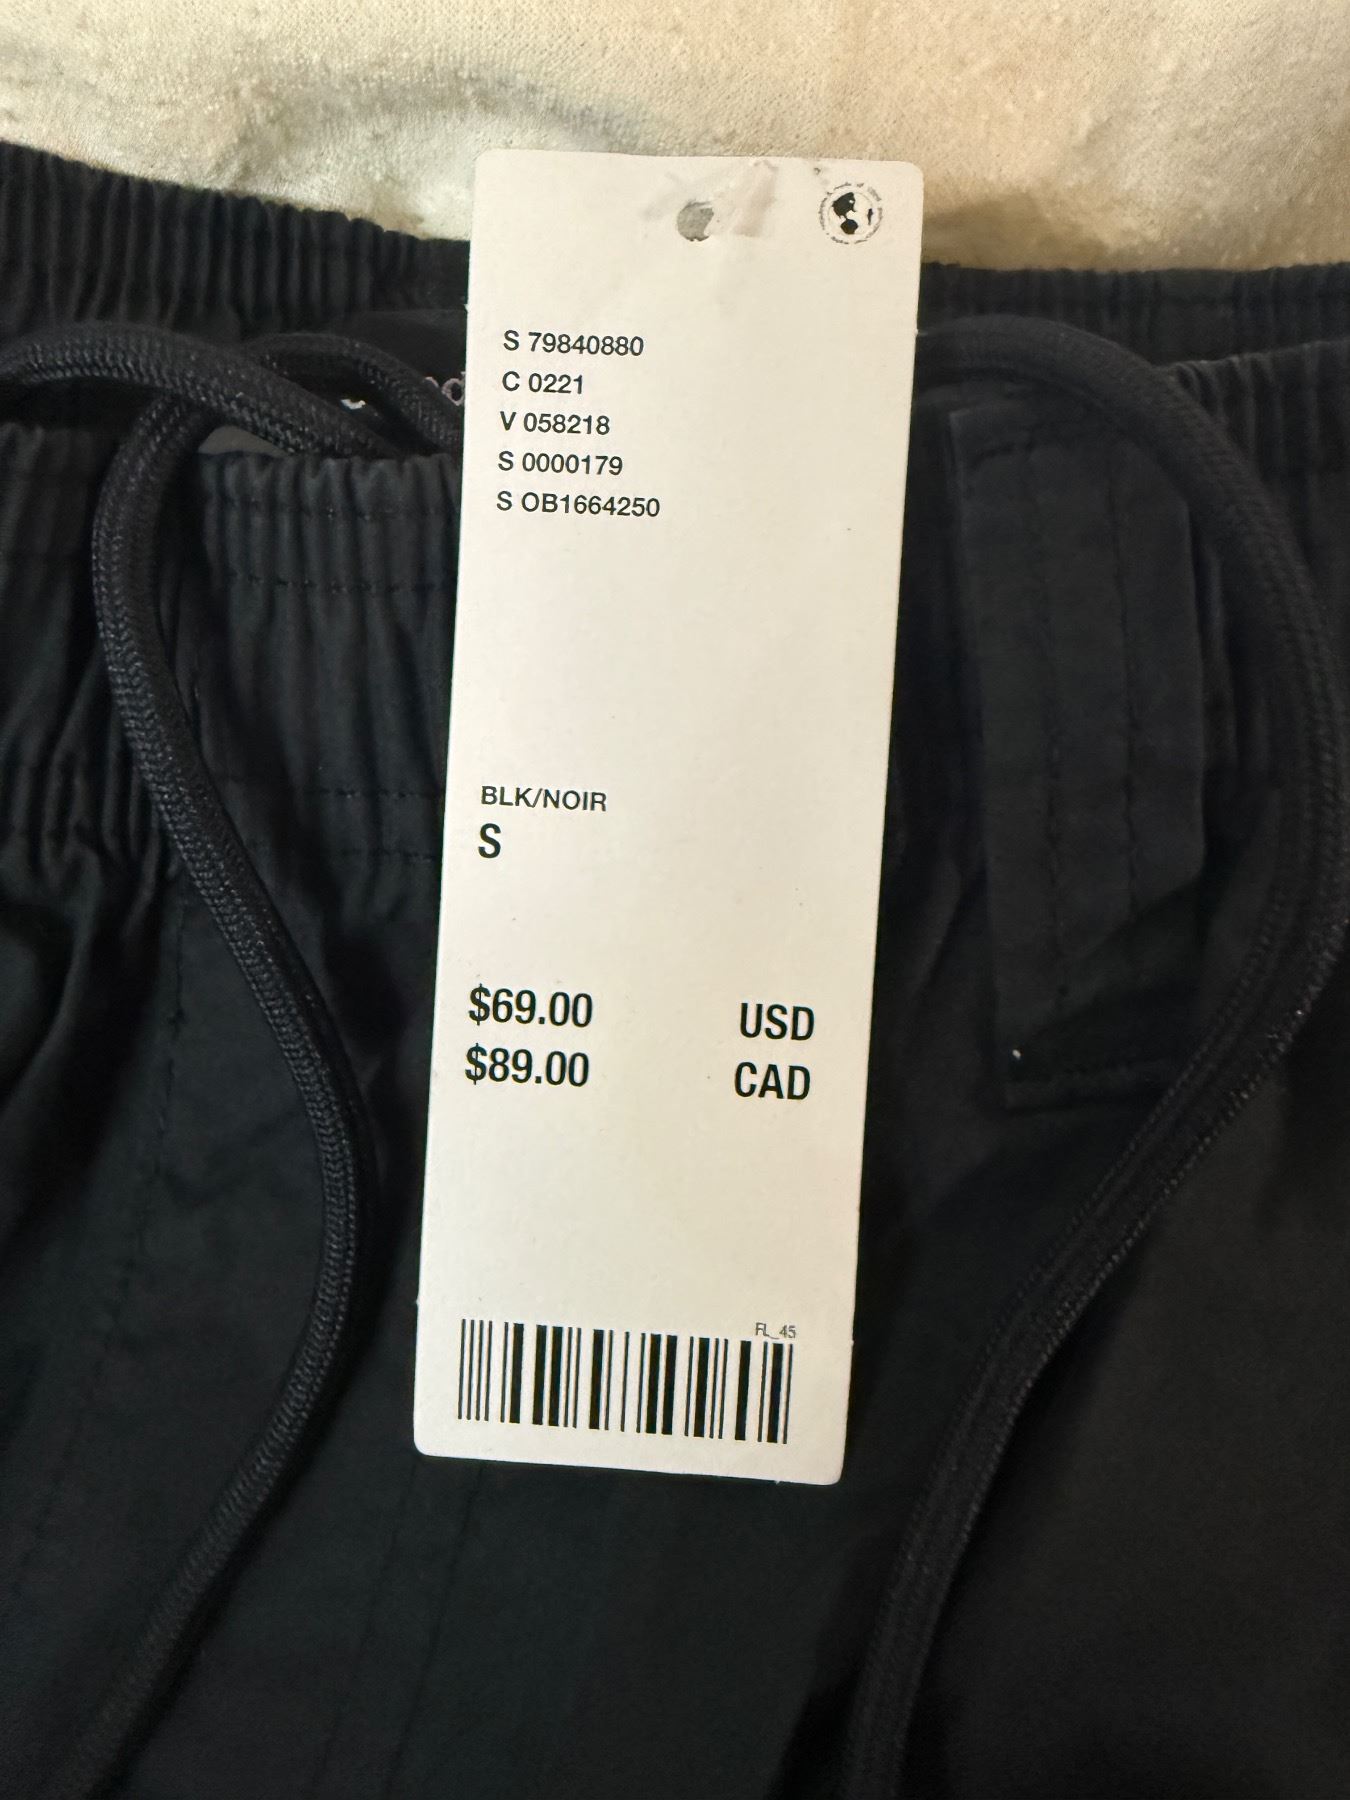 S 79840880
C 0221
V 058218
S 0000179
S OB1664250
BLK/NOIR
S
$69.00 USD
$89.00 CAD
FL_45